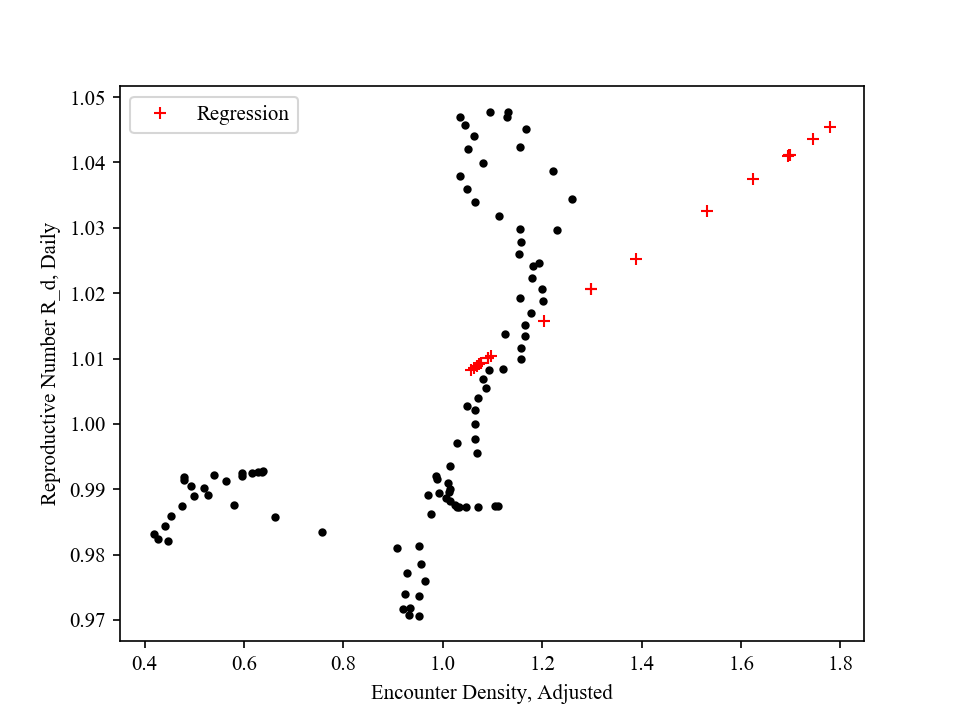 Regression
1.05
1.04
1.03
1.02
1.01
1.00
0.99
0.98
0.97
Reproductive Number R_d, Daily
0.4 0.6 0.8 1.0 1.2 1.4 1.6 1.8
Encounter Density, Adjusted